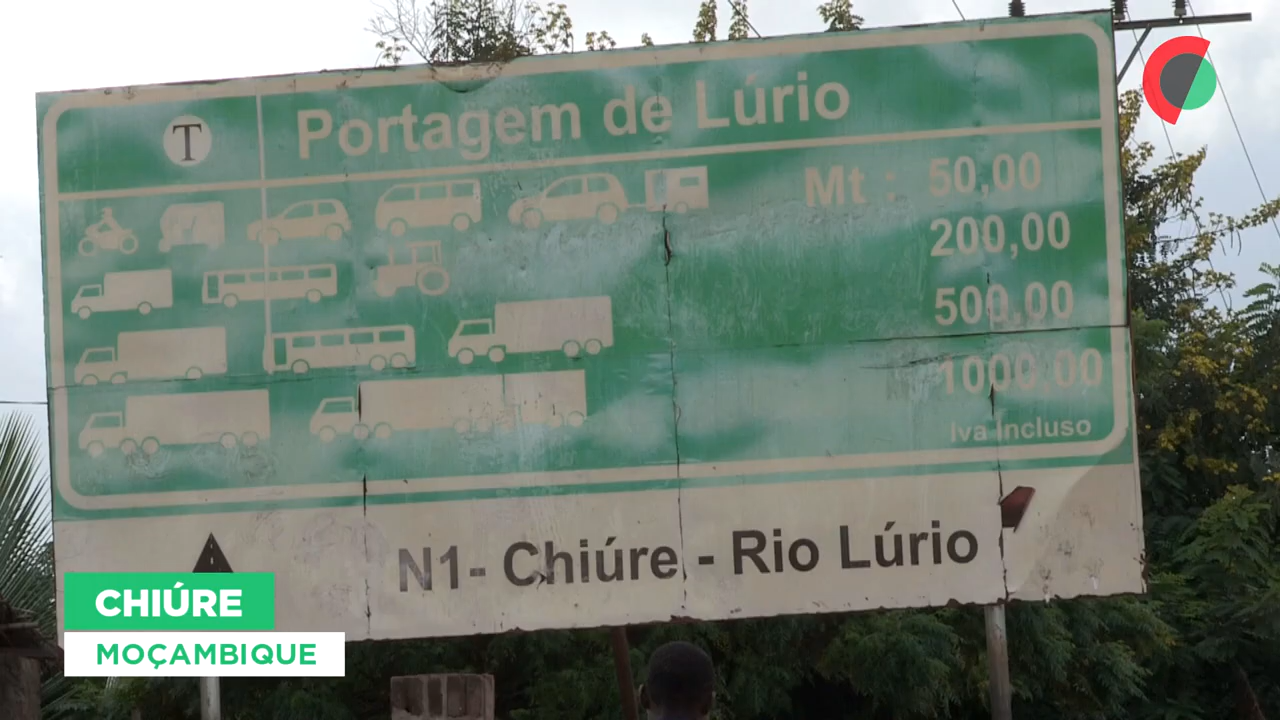 T
Portagem de Lúrio
Mt : 50,00
200,00
500,00
1000,00
Iva Incluso
N1- Chiúre - Rio Lúrio
CHIÚRE
MOÇAMBIQUE